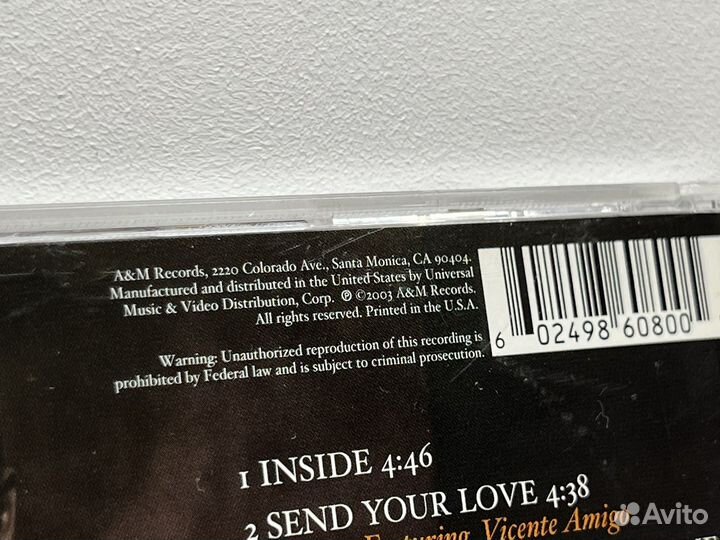 A&M Records, 2220 Colorado Ave., Santa Monica, CA 90404.
Manufactured and distributed in the United States by Universal
Music & Video Distribution, Corp. ℗ ©2003 A&M Records.
All rights reserved. Printed in the U.S.A.
6 02498 60800
Warning: Unauthorized reproduction of this recording is
prohibited by Federal law and is subject to criminal prosecution.
1 INSIDE 4:46
2 SEND YOUR LOVE 4:38
Featuring Vicente Amigo
Avito